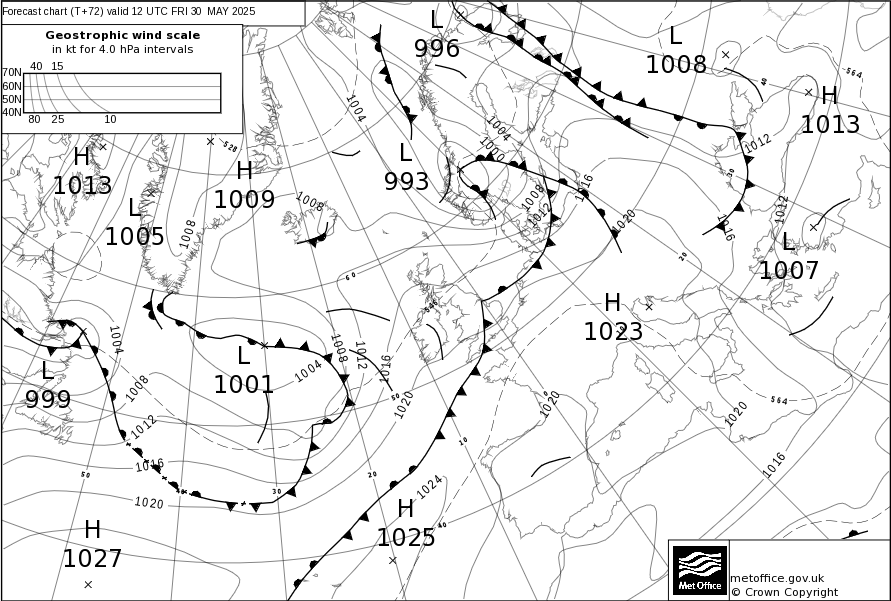 Forecast chart (T+72) valid 12 UTC FRI 30 MAY 2025
Geostrophic wind scale
in kt for 4.0 hPa intervals
40 15
70N
60N
50N
40N
80 25 10
L
996
L
1008
H
1013
L
993
H
1013
H
1009
L
1005
L
1007
H
1023
L
1001
L
999
H
1025
H
1027
1004
1004
1000
1008
1012
1016
1020
1012
1012
1016
564
40
528
1008
1008
60
20
1004
1008
1012
1016
1020
1004
1008
1012
1016
1020
50
50
30
20
10
40
1024
1020
0
564
1020
1016
metoffice.gov.uk
© Crown Copyright
Met Office